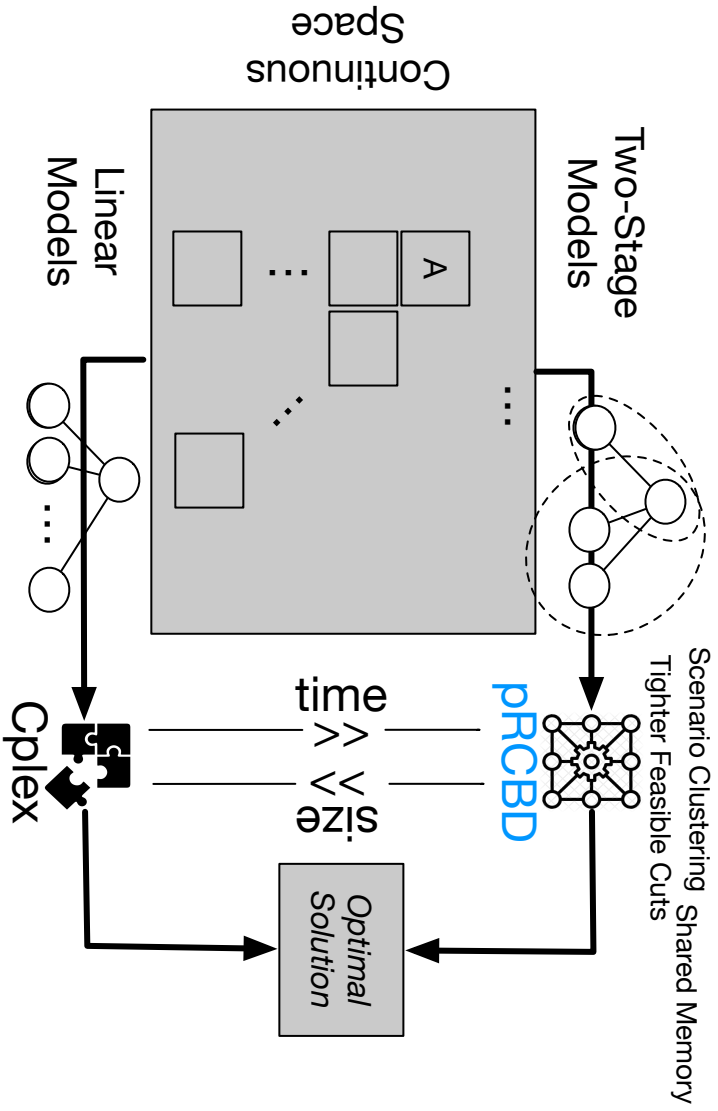 Continuous
Space
Two-Stage
Models
Linear
Models
A
...
...
...
...
Scenario Clustering
Tighter Feasible Cuts
Shared Memory
pRCBD
time
>>
>>
size
Cplex
Optimal
Solution